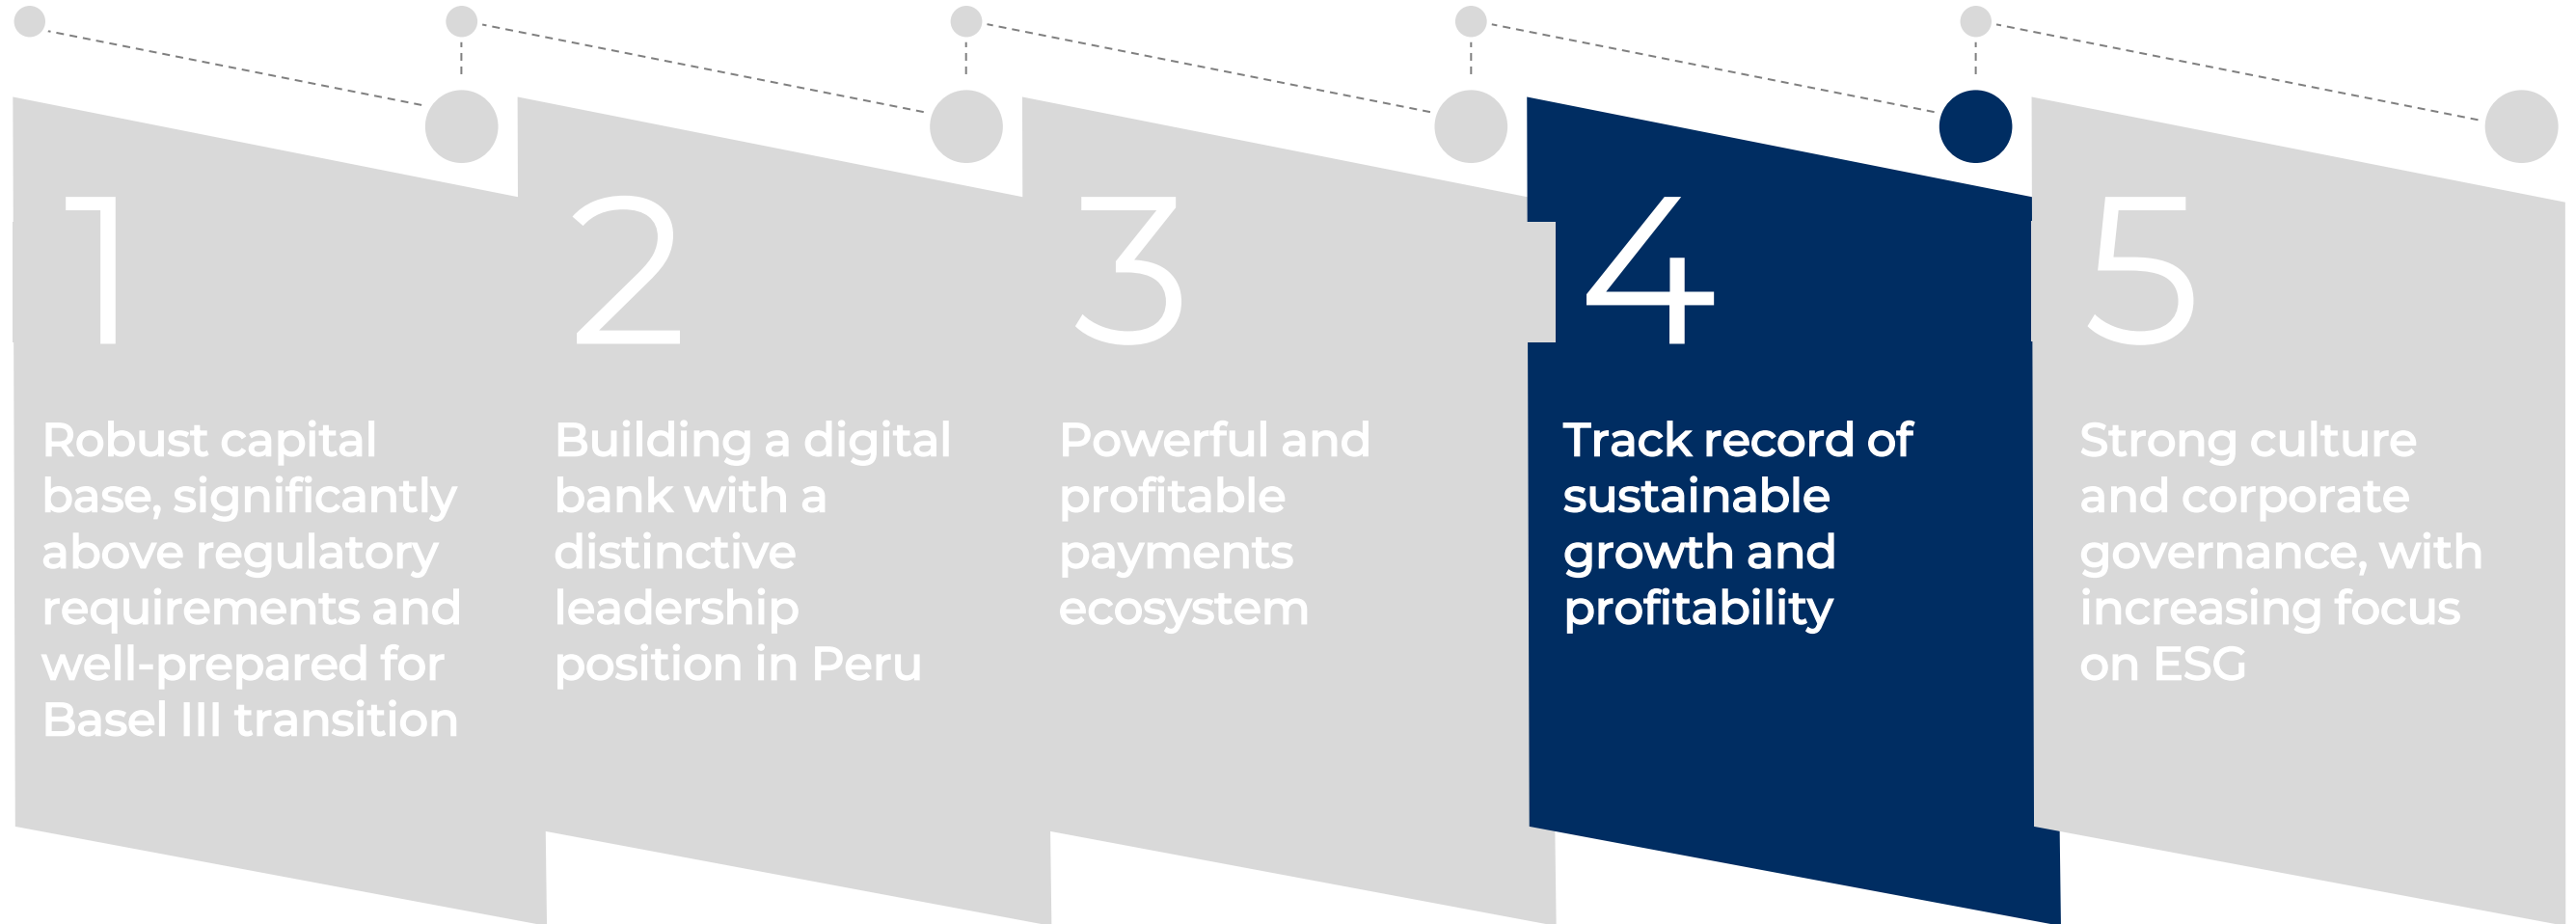 1
Robust capital
base, significantly
above regulatory
requirements and
well-prepared for
Basel III transition
2
Building a digital
bank with a
distinctive
leadership
position in Peru
3
Powerful and
profitable
payments
ecosystem
4
Track record of
sustainable
growth and
profitability
5
Strong culture
and corporate
governance, with
increasing focus
on ESG